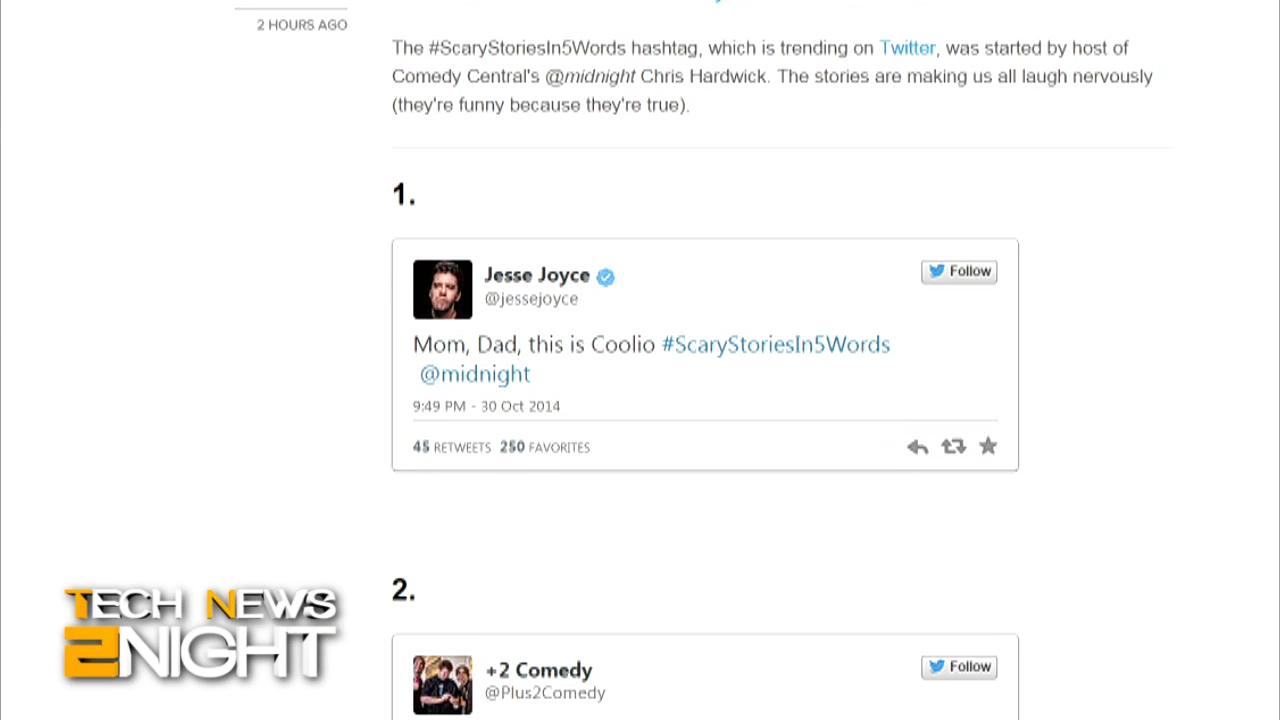 2 HOURS AGO
The #ScaryStoriesIn5Words hashtag, which is trending on Twitter, was started by host of
Comedy Central's @midnight Chris Hardwick. The stories are making us all laugh nervously
(they're funny because they're true).
1.
Jesse Joyce
@jessejoyce
Follow
Mom, Dad, this is Coolio #ScaryStoriesIn5Words
@midnight
9:49 PM - 30 Oct 2014
45 RETWEETS 250 FAVORITES
2.
+2 Comedy
@Plus2Comedy
Follow
TECH NEWS
2NIGHT